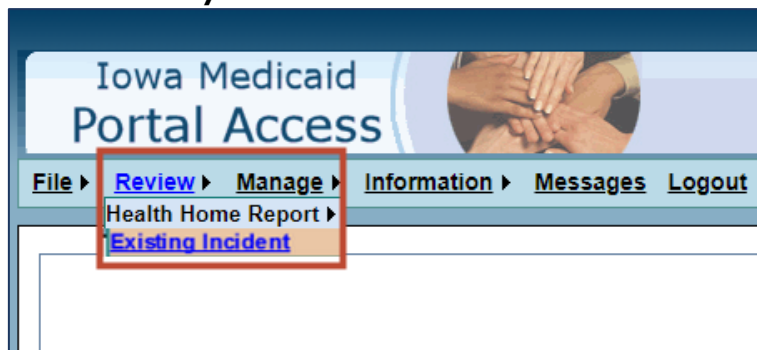 Iowa Medicaid
Portal Access
File Review Manage Information Messages Logout
Health Home Report
Existing Incident